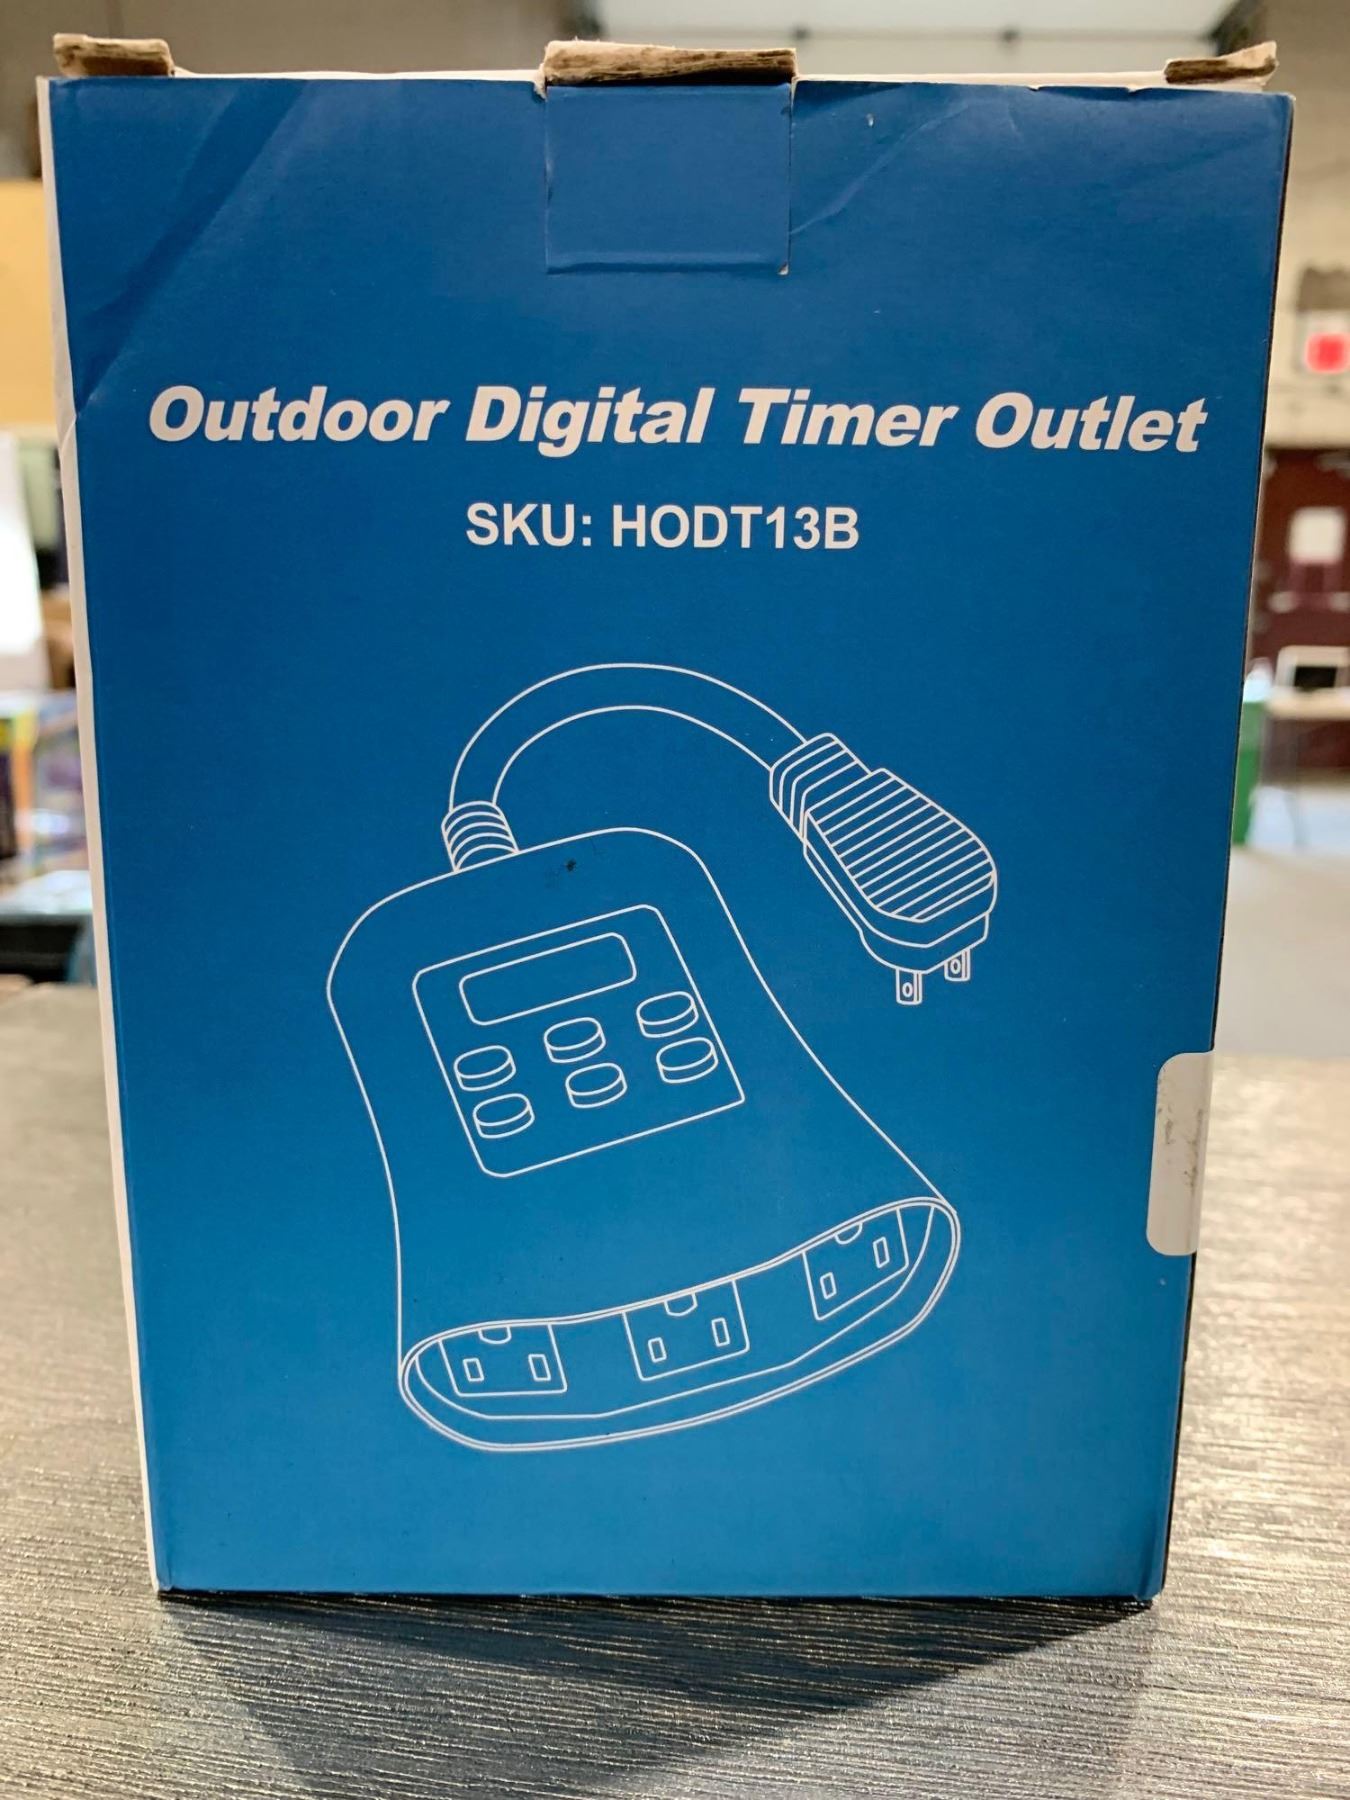 Outdoor Digital Timer Outlet
SKU: HODT13B